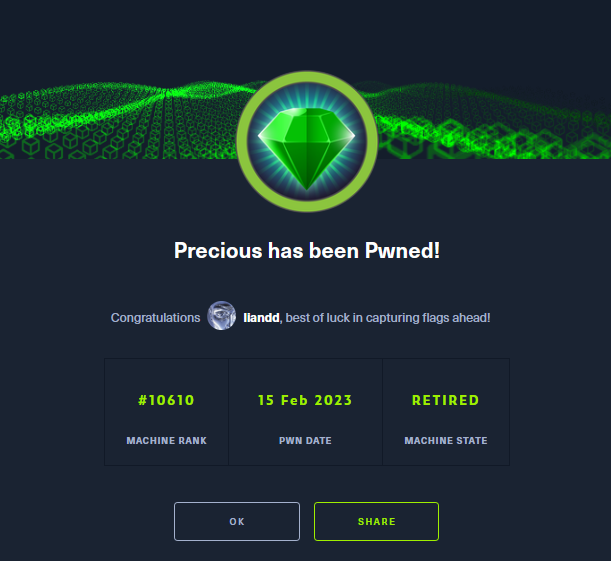 Precious has been Pwned!
Congratulations liandd, best of luck in capturing flags ahead!
#10610 15 Feb 2023 RETIRED
MACHINE RANK PWN DATE MACHINE STATE
OK SHARE